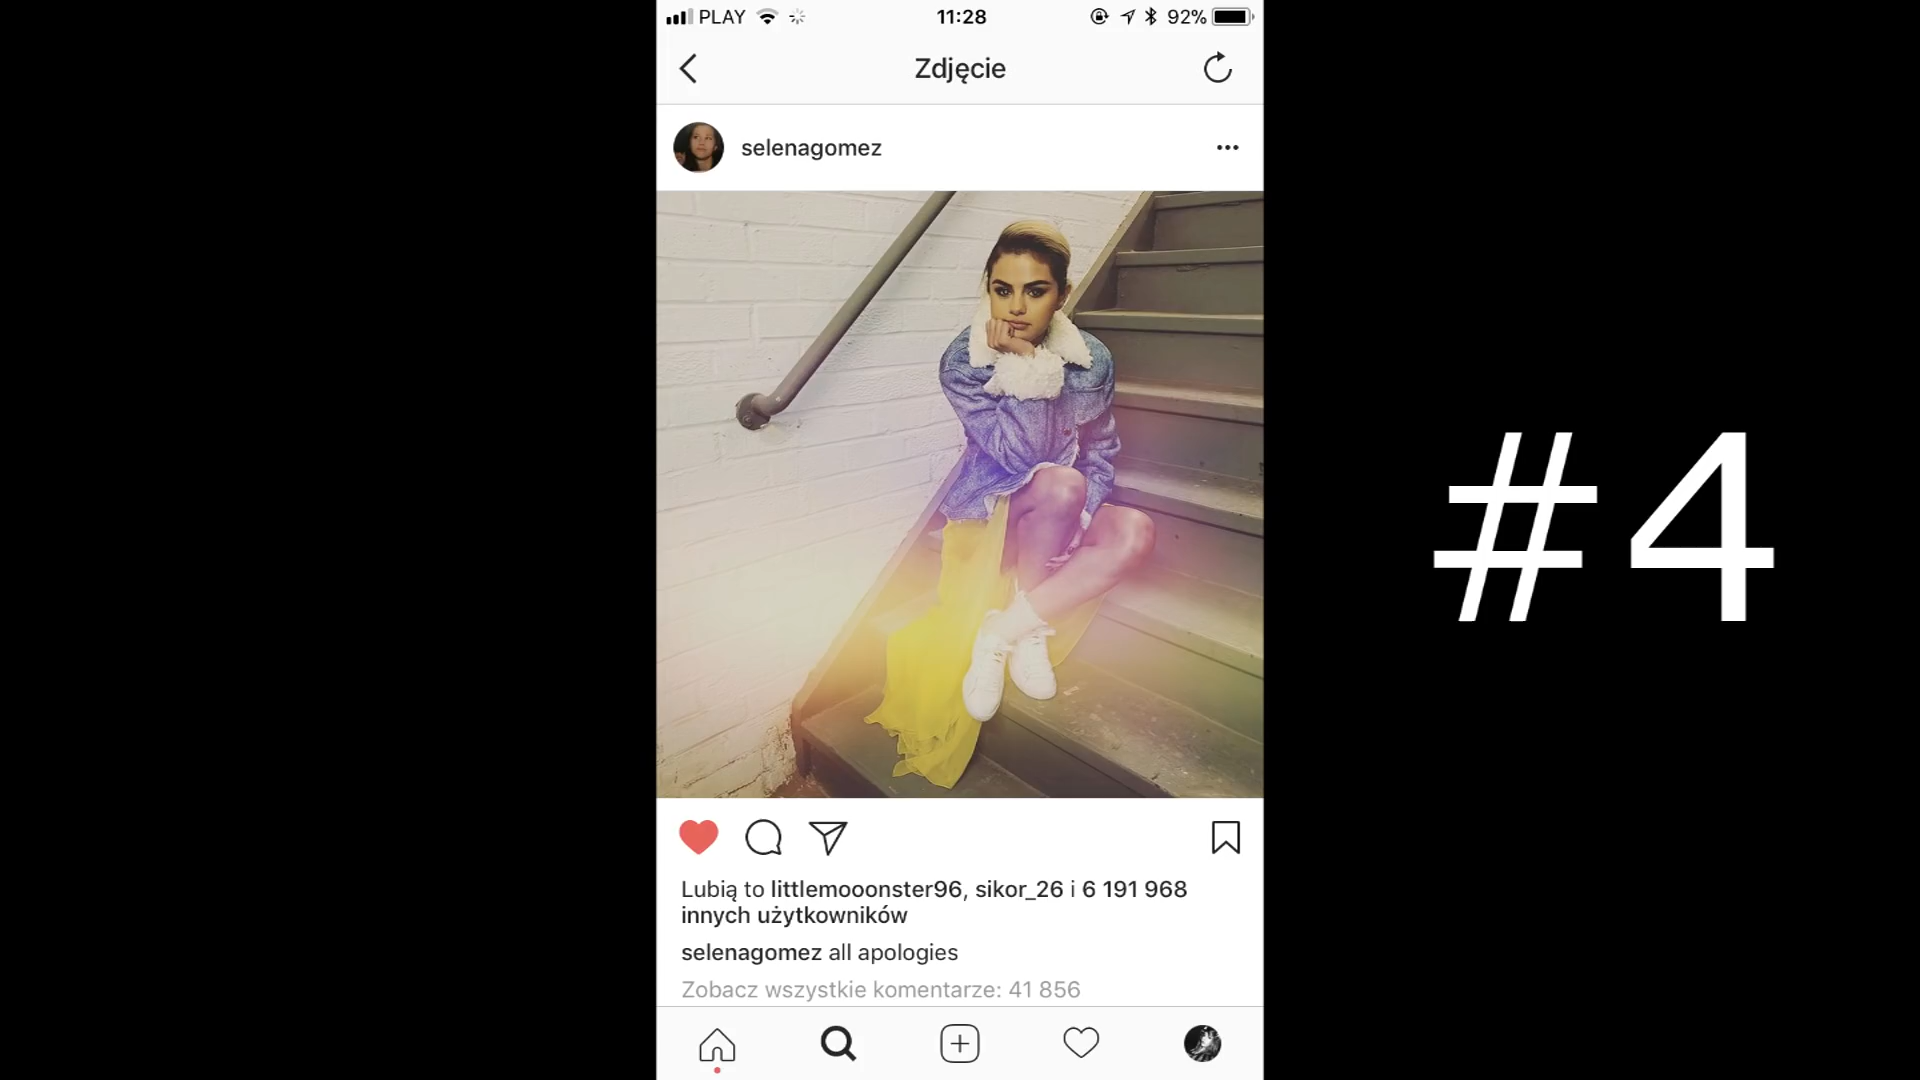 PLAY 11:28 92%
Zdjęcie
selenagomez
#4
Lubią to littlemooonster96, sikor_26 i 6 191 968
innych użytkowników
selenagomez all apologies
Zobacz wszystkie komentarze: 41 856